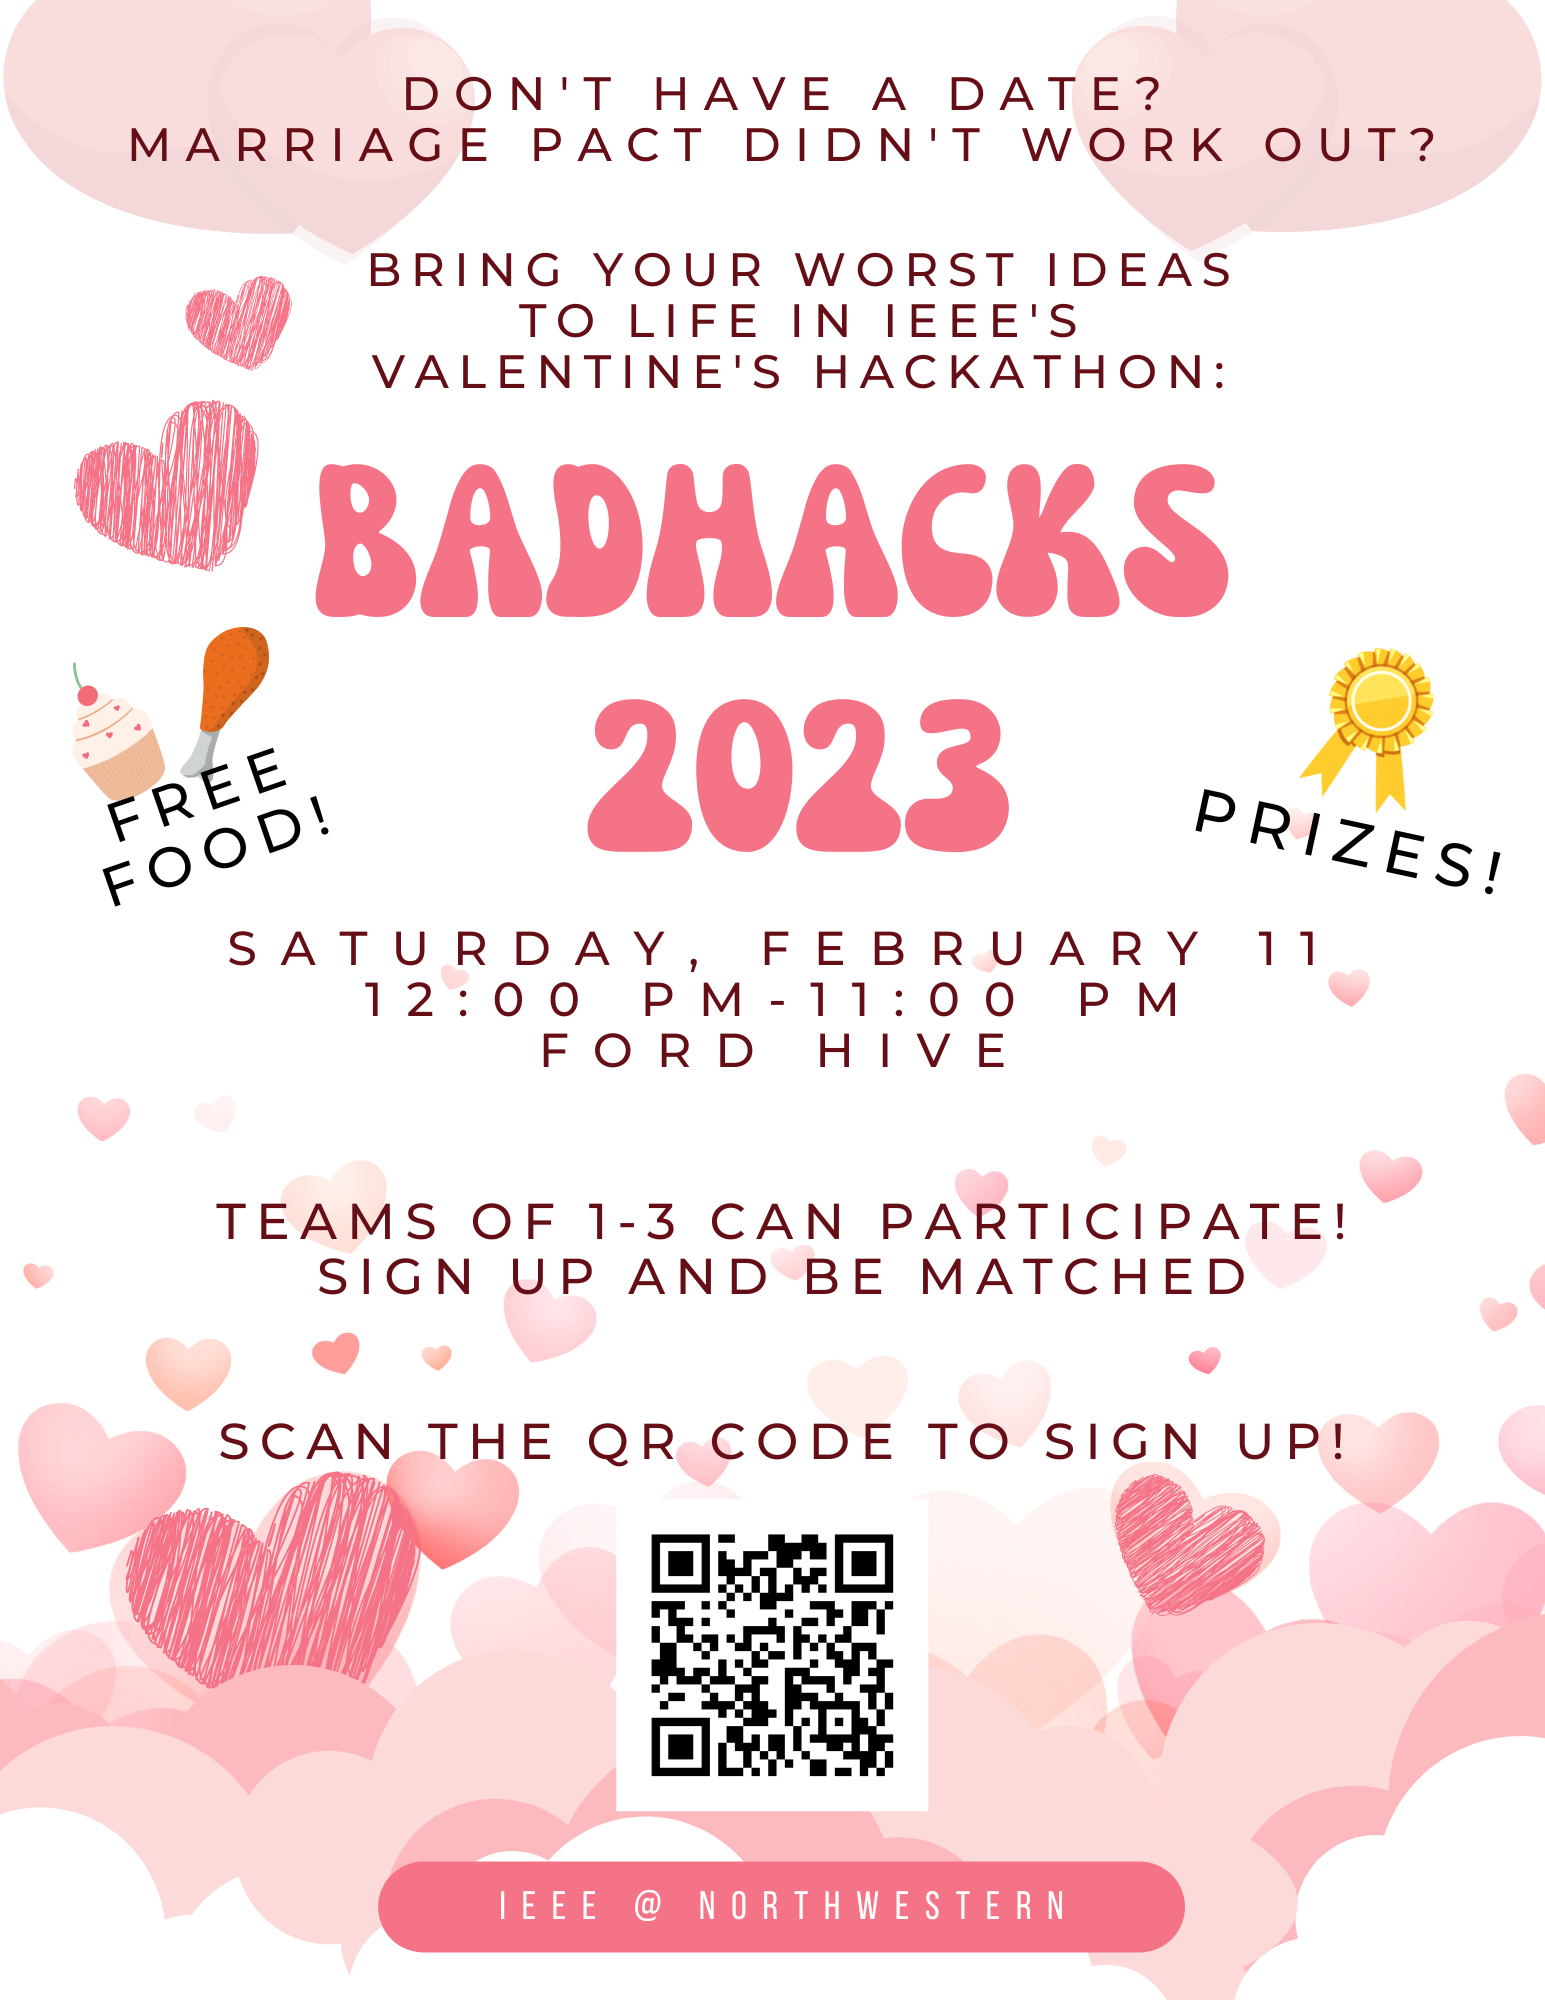 DON'T HAVE A DATE?
MARRIAGE PACT DIDN'T WORK OUT?
BRING YOUR WORST IDEAS
TO LIFE IN IEEE'S
VALENTINE'S HACKATHON:
BADHACKS
2023
FREE
FOOD!
PRIZES!
SATURDAY, FEBRUARY 11
12:00 PM-11:00 PM
FORD HIVE
TEAMS OF 1-3 CAN PARTICIPATE!
SIGN UP AND BE MATCHED
SCAN THE QR CODE TO SIGN UP!
IEEE @ NORTHWESTERN